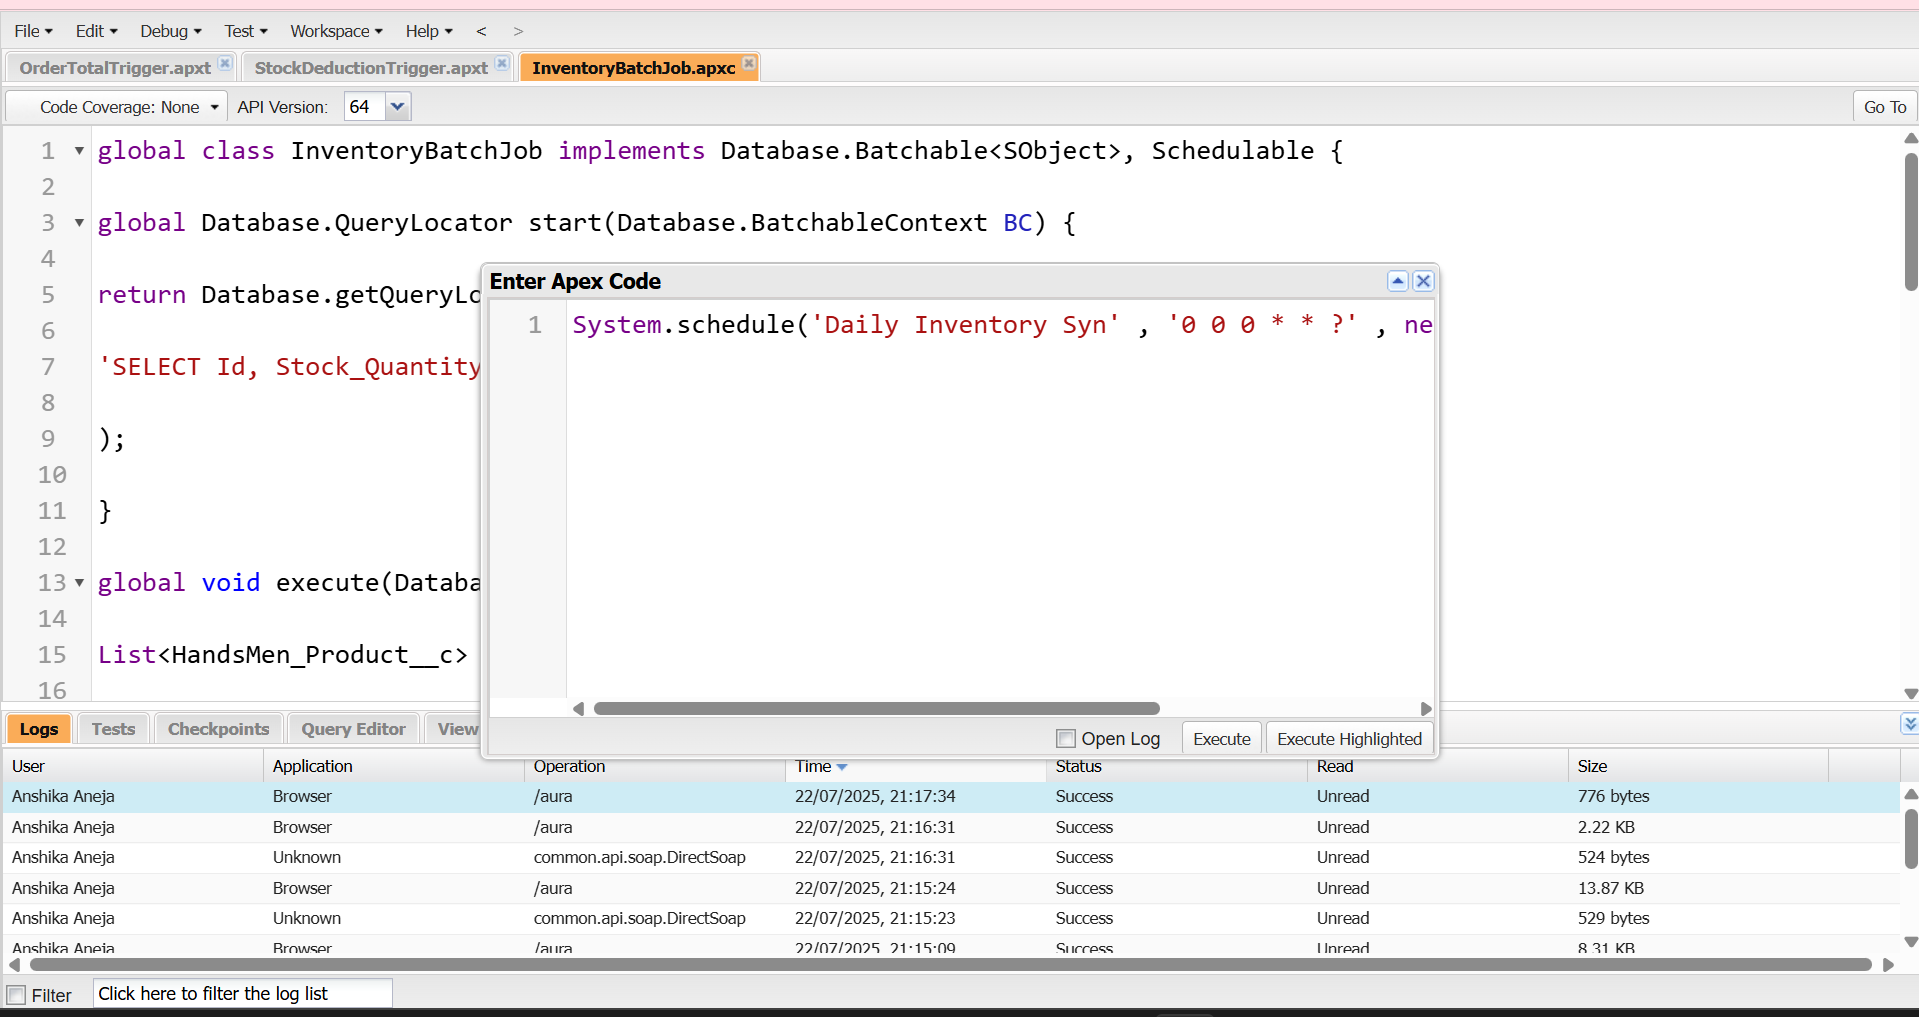 File Edit Debug Test Workspace Help < >
OrderTotalTrigger.apxt StockDeductionTrigger.apxt InventoryBatchJob.apxc
Code Coverage: None API Version: 64 Go To
1 global class InventoryBatchJob implements Database.Batchable<SObject>, Schedulable {
2
3 global Database.QueryLocator start(Database.BatchableContext BC) {
4
5 return Database.getQueryLo
6
7 'SELECT Id, Stock_Quantity
8
9 );
10
11 }
12
13 global void execute(Databa
14
15 List<HandsMen_Product__c>
16
Enter Apex Code
1 System.schedule('Daily Inventory Syn' , '0 0 0 * * ?' , ne
Open Log Execute Execute Highlighted
Logs Tests Checkpoints Query Editor View
User Application Operation Time Status Read Size
Anshika Aneja Browser /aura 22/07/2025, 21:17:34 Success Unread 776 bytes
Anshika Aneja Browser /aura 22/07/2025, 21:16:31 Success Unread 2.22 KB
Anshika Aneja Unknown common.api.soap.DirectSoap 22/07/2025, 21:16:31 Success Unread 524 bytes
Anshika Aneja Browser /aura 22/07/2025, 21:15:24 Success Unread 13.87 KB
Anshika Aneja Unknown common.api.soap.DirectSoap 22/07/2025, 21:15:23 Success Unread 529 bytes
Anshika Aneja Browser /aura 22/07/2025, 21:15:09 Success Unread 8.31 KB
Filter Click here to filter the log list